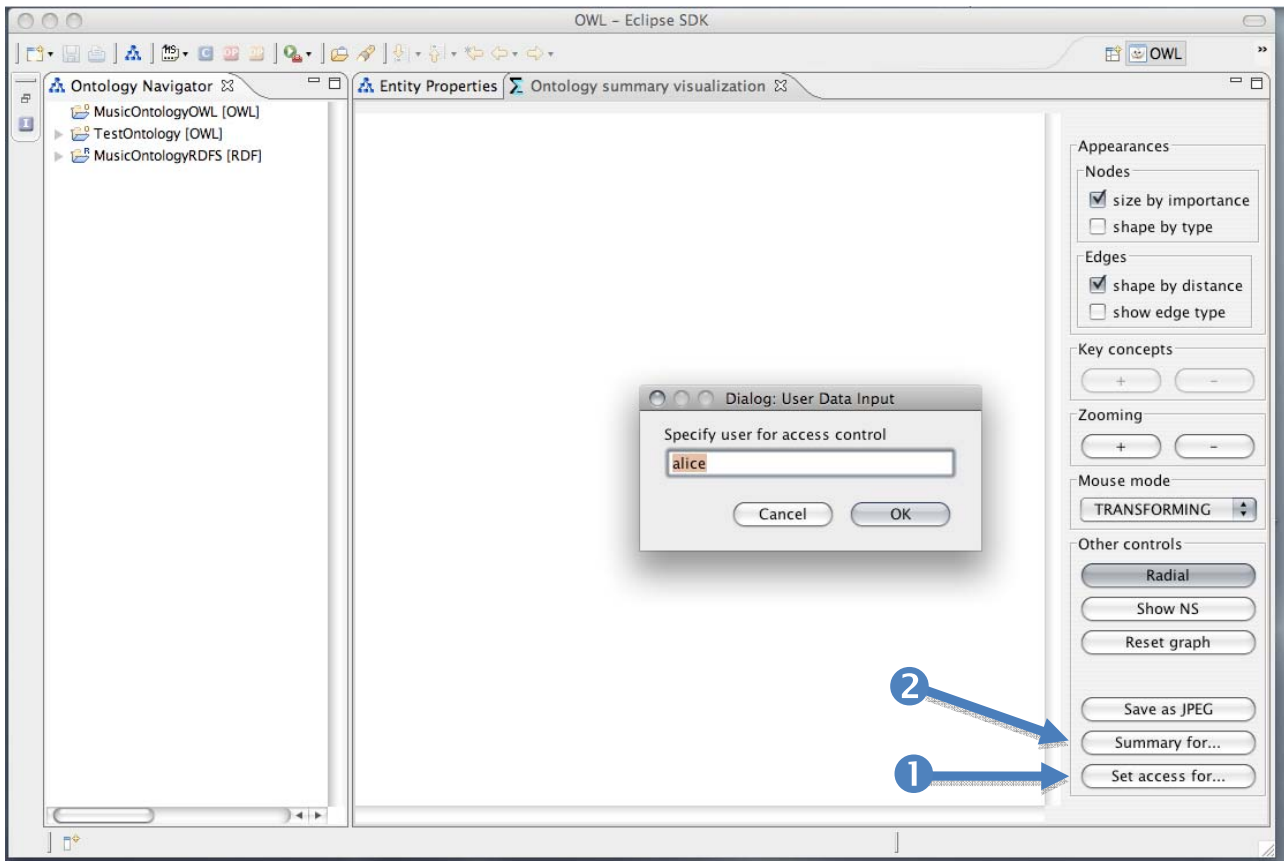 OWL – Eclipse SDK
OWL
Ontology Navigator
Entity Properties
Ontology summary visualization
MusicOntologyOWL [OWL]
TestOntology [OWL]
MusicOntologyRDFS [RDF]
Appearances
Nodes
size by importance
shape by type
Edges
shape by distance
show edge type
Key concepts
+ -
Zooming
+ -
Mouse mode
TRANSFORMING
Other controls
Radial
Show NS
Reset graph
Save as JPEG
Summary for...
Set access for...
Dialog: User Data Input
Specify user for access control
alice
Cancel OK
2
1